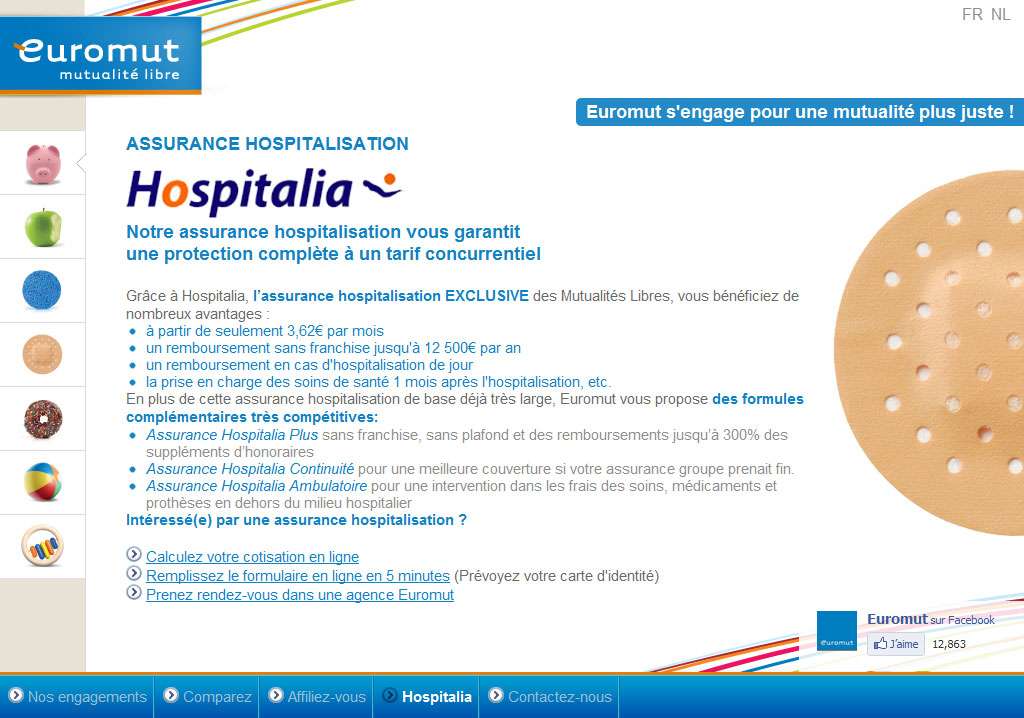 FR NL
euromut
mutualité libre
Euromut s'engage pour une mutualité plus juste !
ASSURANCE HOSPITALISATION
Hospitalia
Notre assurance hospitalisation vous garantit
une protection complète à un tarif concurrentiel
Grâce à Hospitalia, l'assurance hospitalisation EXCLUSIVE des Mutualités Libres, vous bénéficiez de
nombreux avantages :
à partir de seulement 3,62€ par mois
un remboursement sans franchise jusqu'à 12 500€ par an
un remboursement en cas d'hospitalisation de jour
la prise en charge des soins de santé 1 mois après l'hospitalisation, etc.
En plus de cette assurance hospitalisation de base déjà très large, Euromut vous propose des formules
complémentaires très compétitives:
Assurance Hospitalia Plus sans franchise, sans plafond et des remboursements jusqu'à 300% des
suppléments d'honoraires
Assurance Hospitalia Continuité pour une meilleure couverture si votre assurance groupe prenait fin.
Assurance Hospitalia Ambulatoire pour une intervention dans les frais des soins, médicaments et
prothèses en dehors du milieu hospitalier
Intéressé(e) par une assurance hospitalisation ?
Calculez votre cotisation en ligne
Remplissez le formulaire en ligne en 5 minutes (Prévoyez votre carte d'identité)
Prenez rendez-vous dans une agence Euromut
euromut
Euromut sur Facebook
J'aime 12,863
Nos engagements Comparez Affiliez-vous Hospitalia Contactez-nous